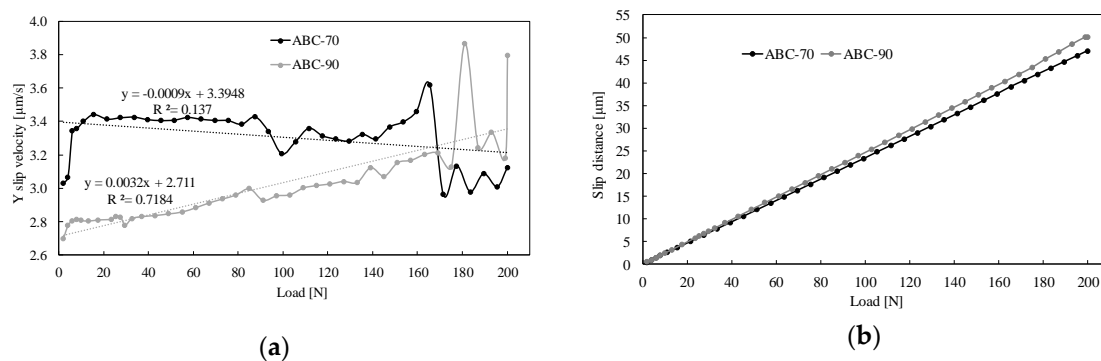 4.0
3.8
3.6
3.4
3.2
3.0
2.8
2.6
Y slip velocity [µm/s]
ABC-70
ABC-90
y = -0.0009x + 3.3948
R ²= 0.137
y = 0.0032x + 2.711
R ²= 0.7184
0 20 40 60 80 100 120 140 160 180 200
Load [N]
(a)
55
50
45
40
35
30
25
20
15
10
5
0
Slip distance [µm]
ABC-70 ABC-90
0 20 40 60 80 100 120 140 160 180 200
Load [N]
(b)